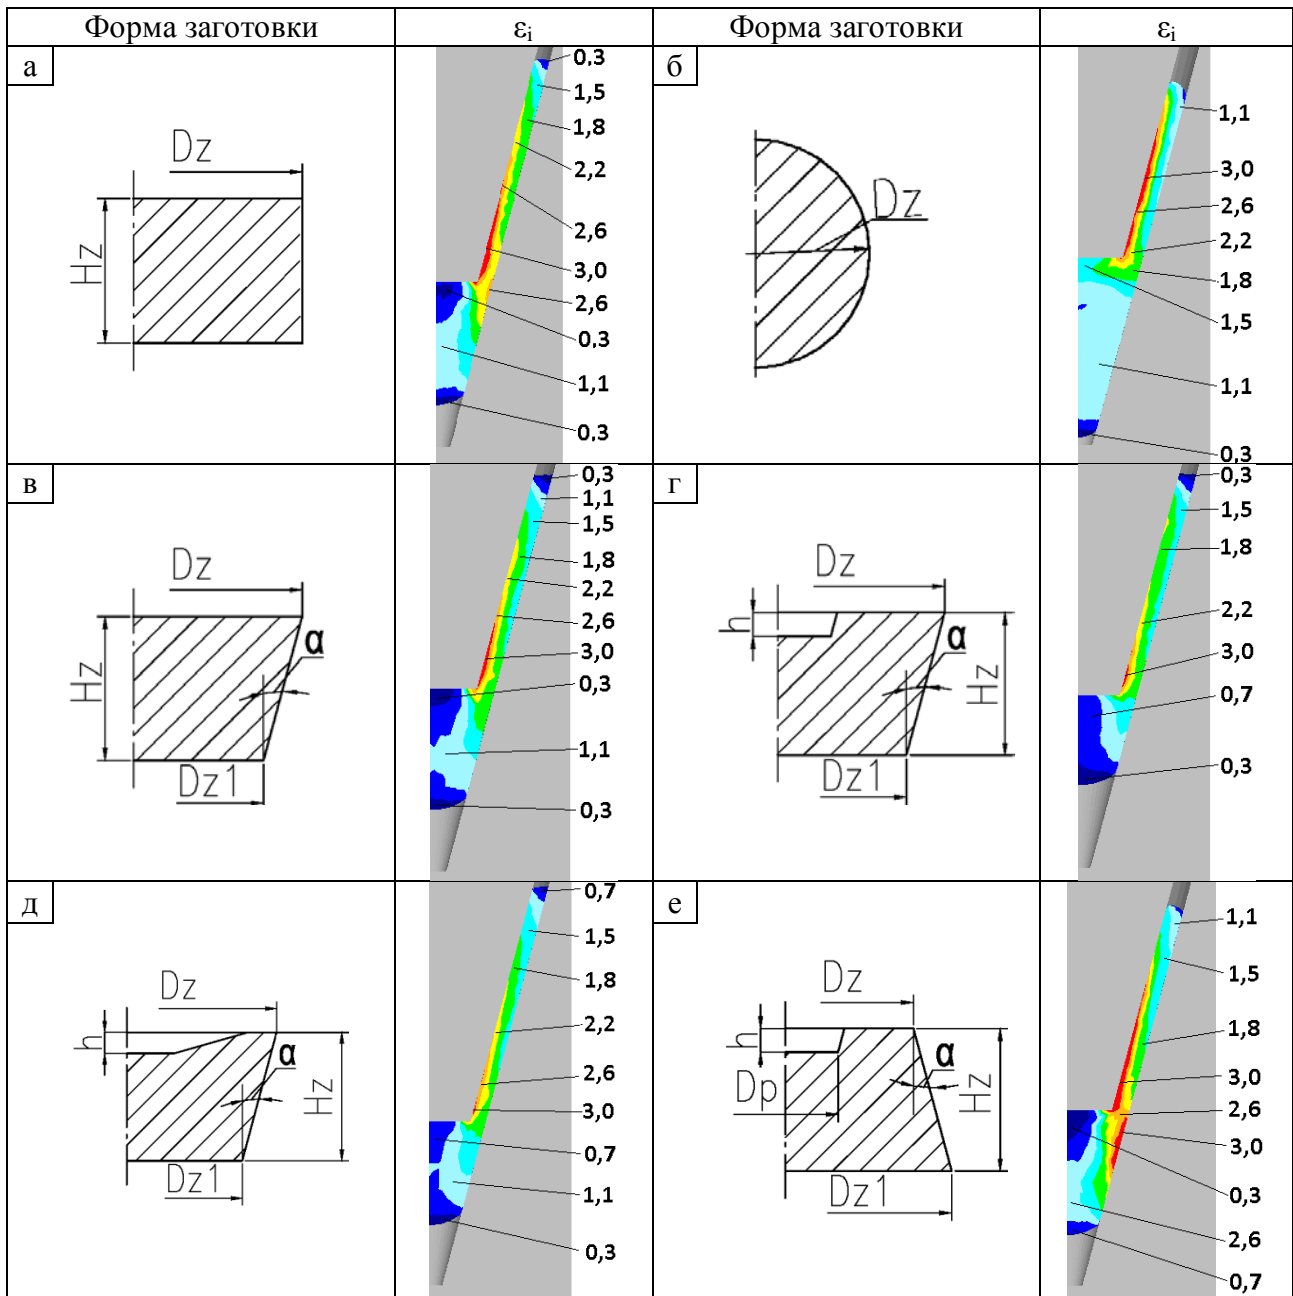 Форма заготовки
εi
Форма заготовки
εi
а
Dz
Hz
0,3
1,5
1,8
2,2
2,6
3,0
2,6
0,3
1,1
0,3
б
Dz
1,1
3,0
2,6
2,2
1,8
1,5
1,1
0,3
в
Dz
Hz
α
Dz1
0,3
1,1
1,5
1,8
2,2
2,6
3,0
0,3
1,1
0,3
г
Dz
h
α
Hz
Dz1
0,3
1,5
1,8
2,2
3,0
0,7
0,3
д
Dz
h
α
Hz
Dz1
0,7
1,5
1,8
2,2
2,6
3,0
0,7
1,1
0,3
е
Dz
h
α
Dp
Hz
Dz1
1,1
1,5
1,8
3,0
2,6
3,0
0,3
2,6
0,7